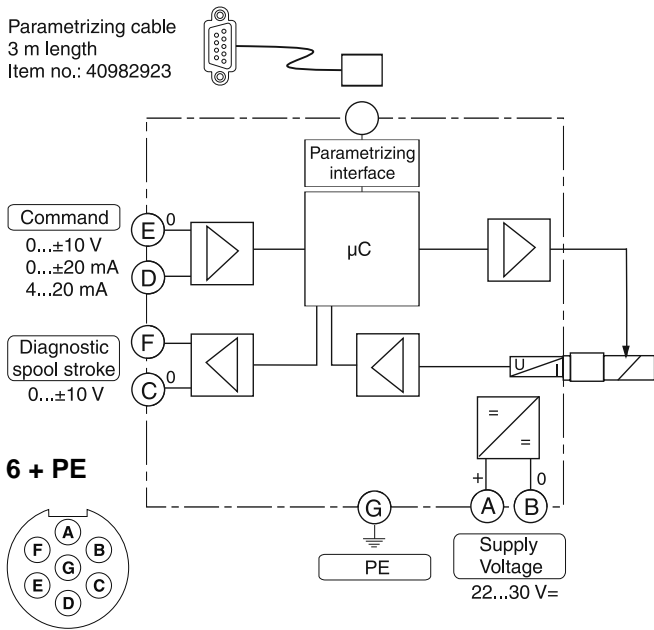 Parametrizing cable
3 m length
Item no.: 40982923
Parametrizing
interface
Command
0...±10 V
0...±20 mA
4...20 mA
E
0
D
µC
Diagnostic
spool stroke
0...±10 V
F
C
0
U
I
=
=
+
0
6 + PE
G
A
B
PE
Supply
Voltage
22...30 V=
A
F
B
G
E
C
D